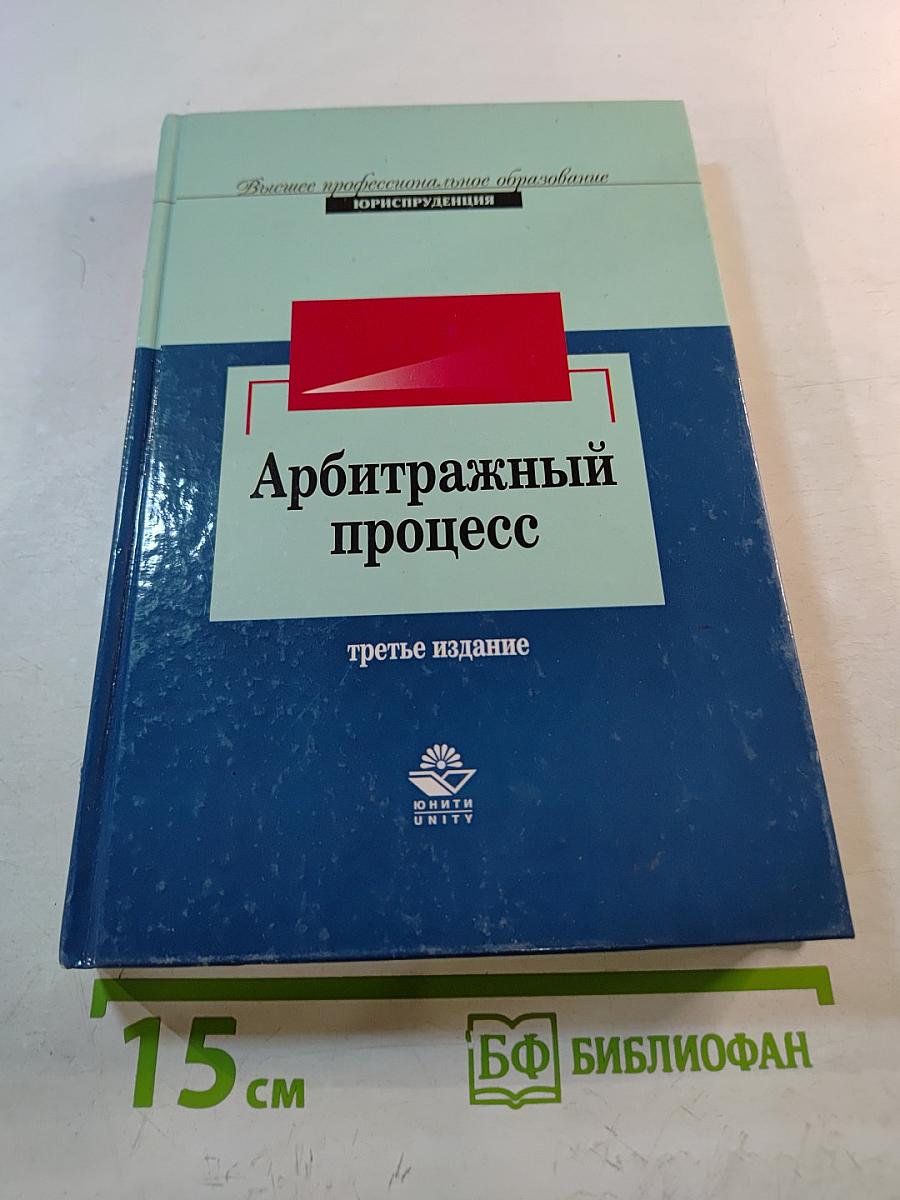 Высшее профессиональное образование
ЮРИСПРУДЕНЦИЯ
Арбитражный
процесс
третье издание
ЮНИТИ
UNITY
15 см
БФ БИБЛИОФАН